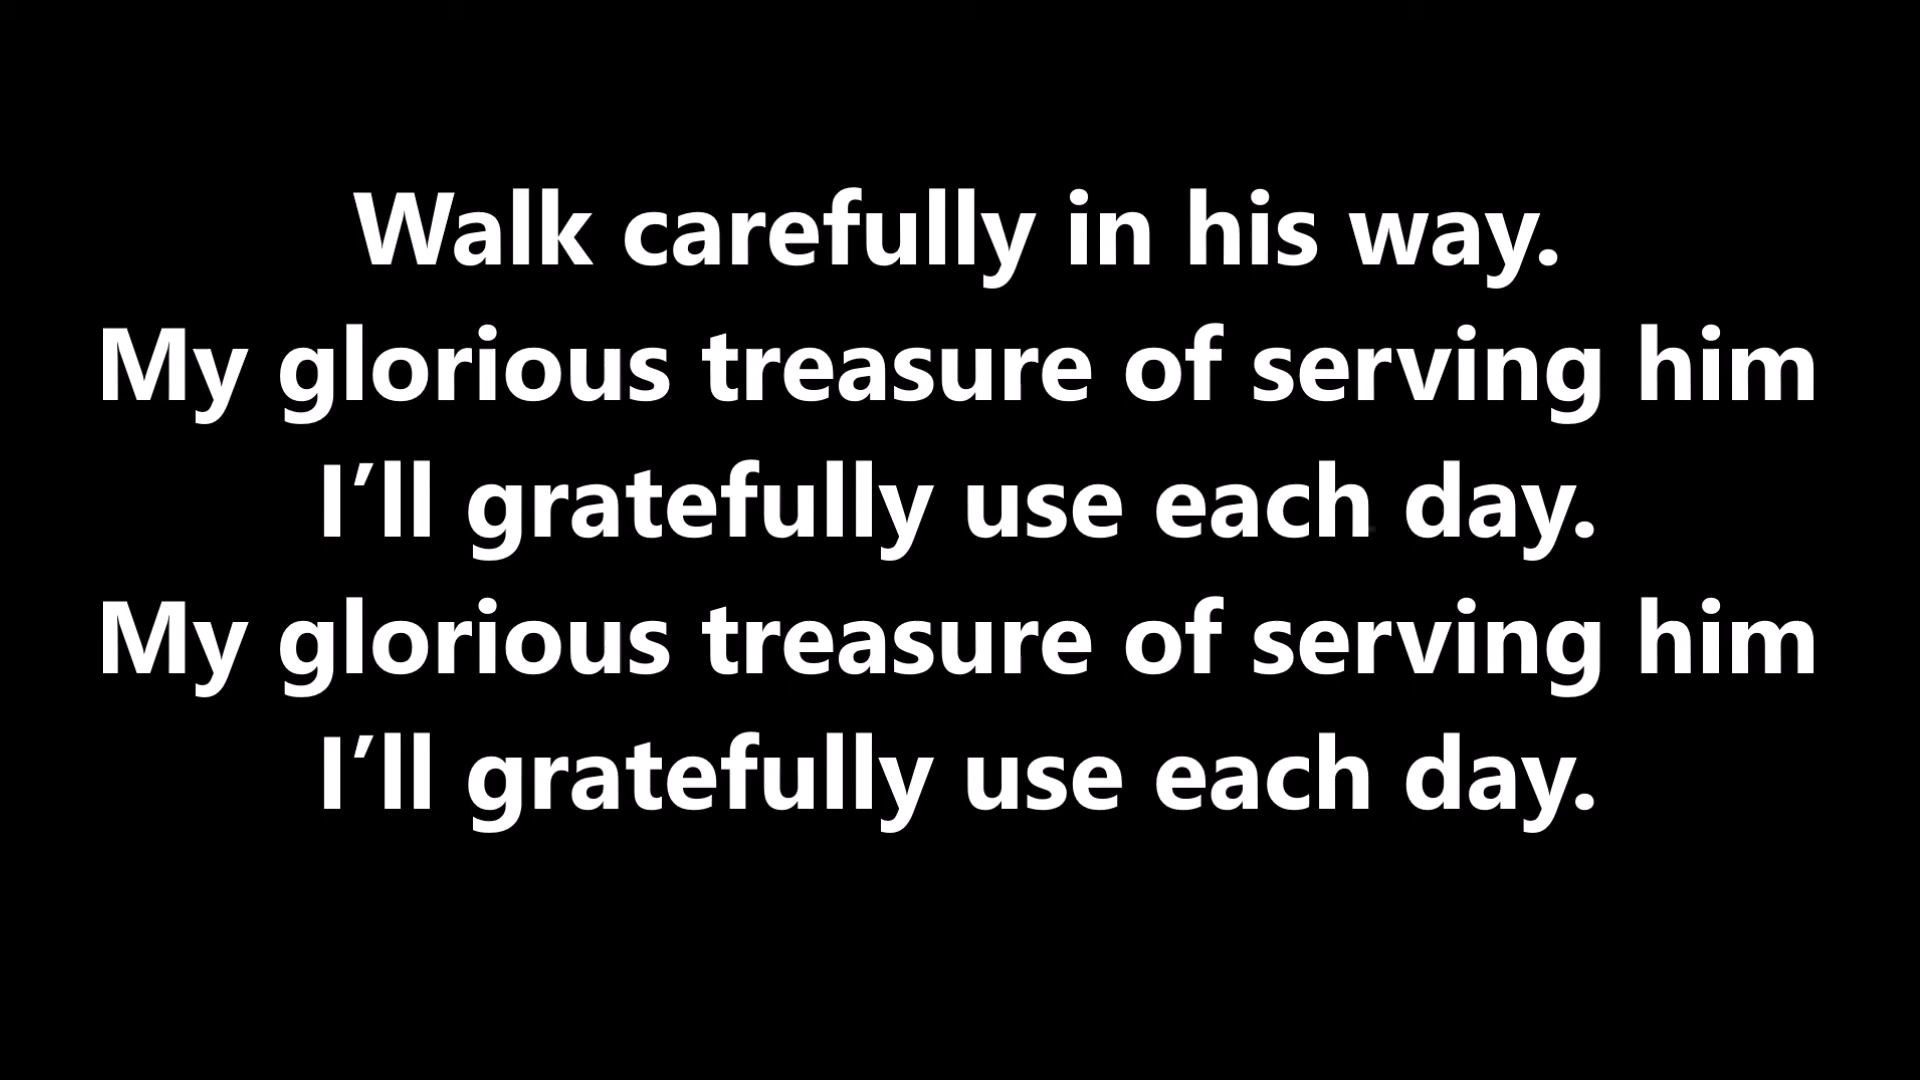 Walk carefully in his way.
My glorious treasure of serving him
I’ll gratefully use each day.
My glorious treasure of serving him
I’ll gratefully use each day.